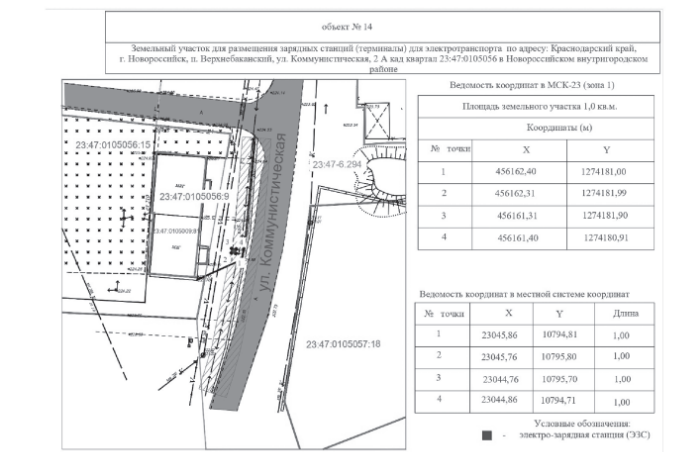 объект № 14
Земельный участок для размещения зарядных станций (терминалы) для электротранспорта по адресу: Краснодарский край,
г. Новороссийск, п. Верхнебаканский, ул. Коммунистическая, 2 А кад квартал 23:47:0105056 в Новороссийском внутригородском
районе
23:47:0105056:15
23:47:0105056:9
ул. Коммунистическая
23:47-6.294
23:47:0105057:18
Ведомость координат в МСК-23 (зона 1)
Площадь земельного участка 1,0 кв.м.
Координаты (м)
№ точки X Y
1 456162,40 1274181,00
2 456162,31 1274181,99
3 456161,31 1274181,90
4 456161,40 1274180,91
Ведомость координат в местной системе координат
№ точки X Y Длина
1 23045,86 10794,81 1,00
2 23045,76 10795,80 1,00
3 23044,76 10795,70 1,00
4 23044,86 10794,71 1,00
Условные обозначения:
- электро-зарядная станция (ЭЗС)